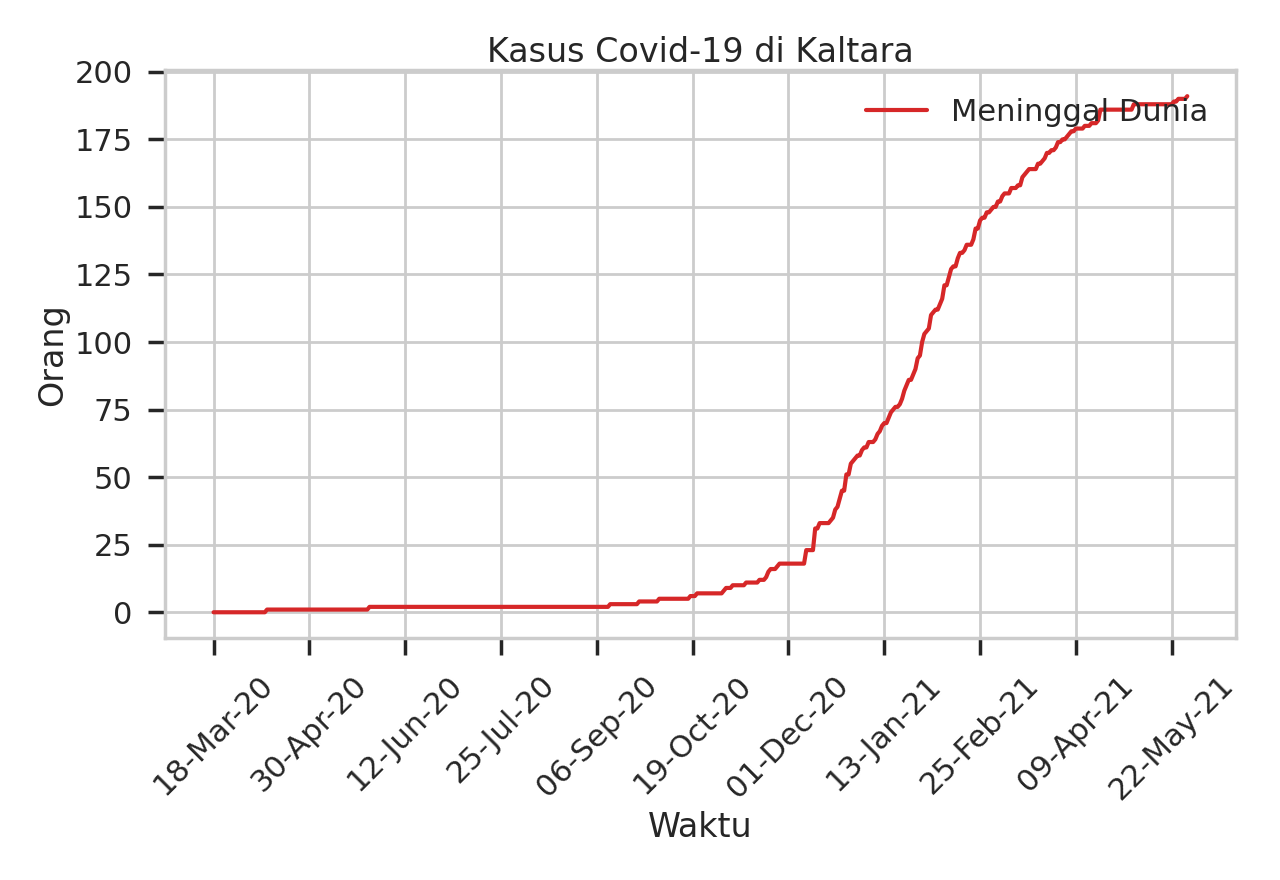 Kasus Covid-19 di Kaltara
Meninggal Dunia
Orang
200
175
150
125
100
75
50
25
0
18-Mar-20
30-Apr-20
12-Jun-20
25-Jul-20
06-Sep-20
19-Oct-20
01-Dec-20
13-Jan-21
25-Feb-21
09-Apr-21
22-May-21
Waktu